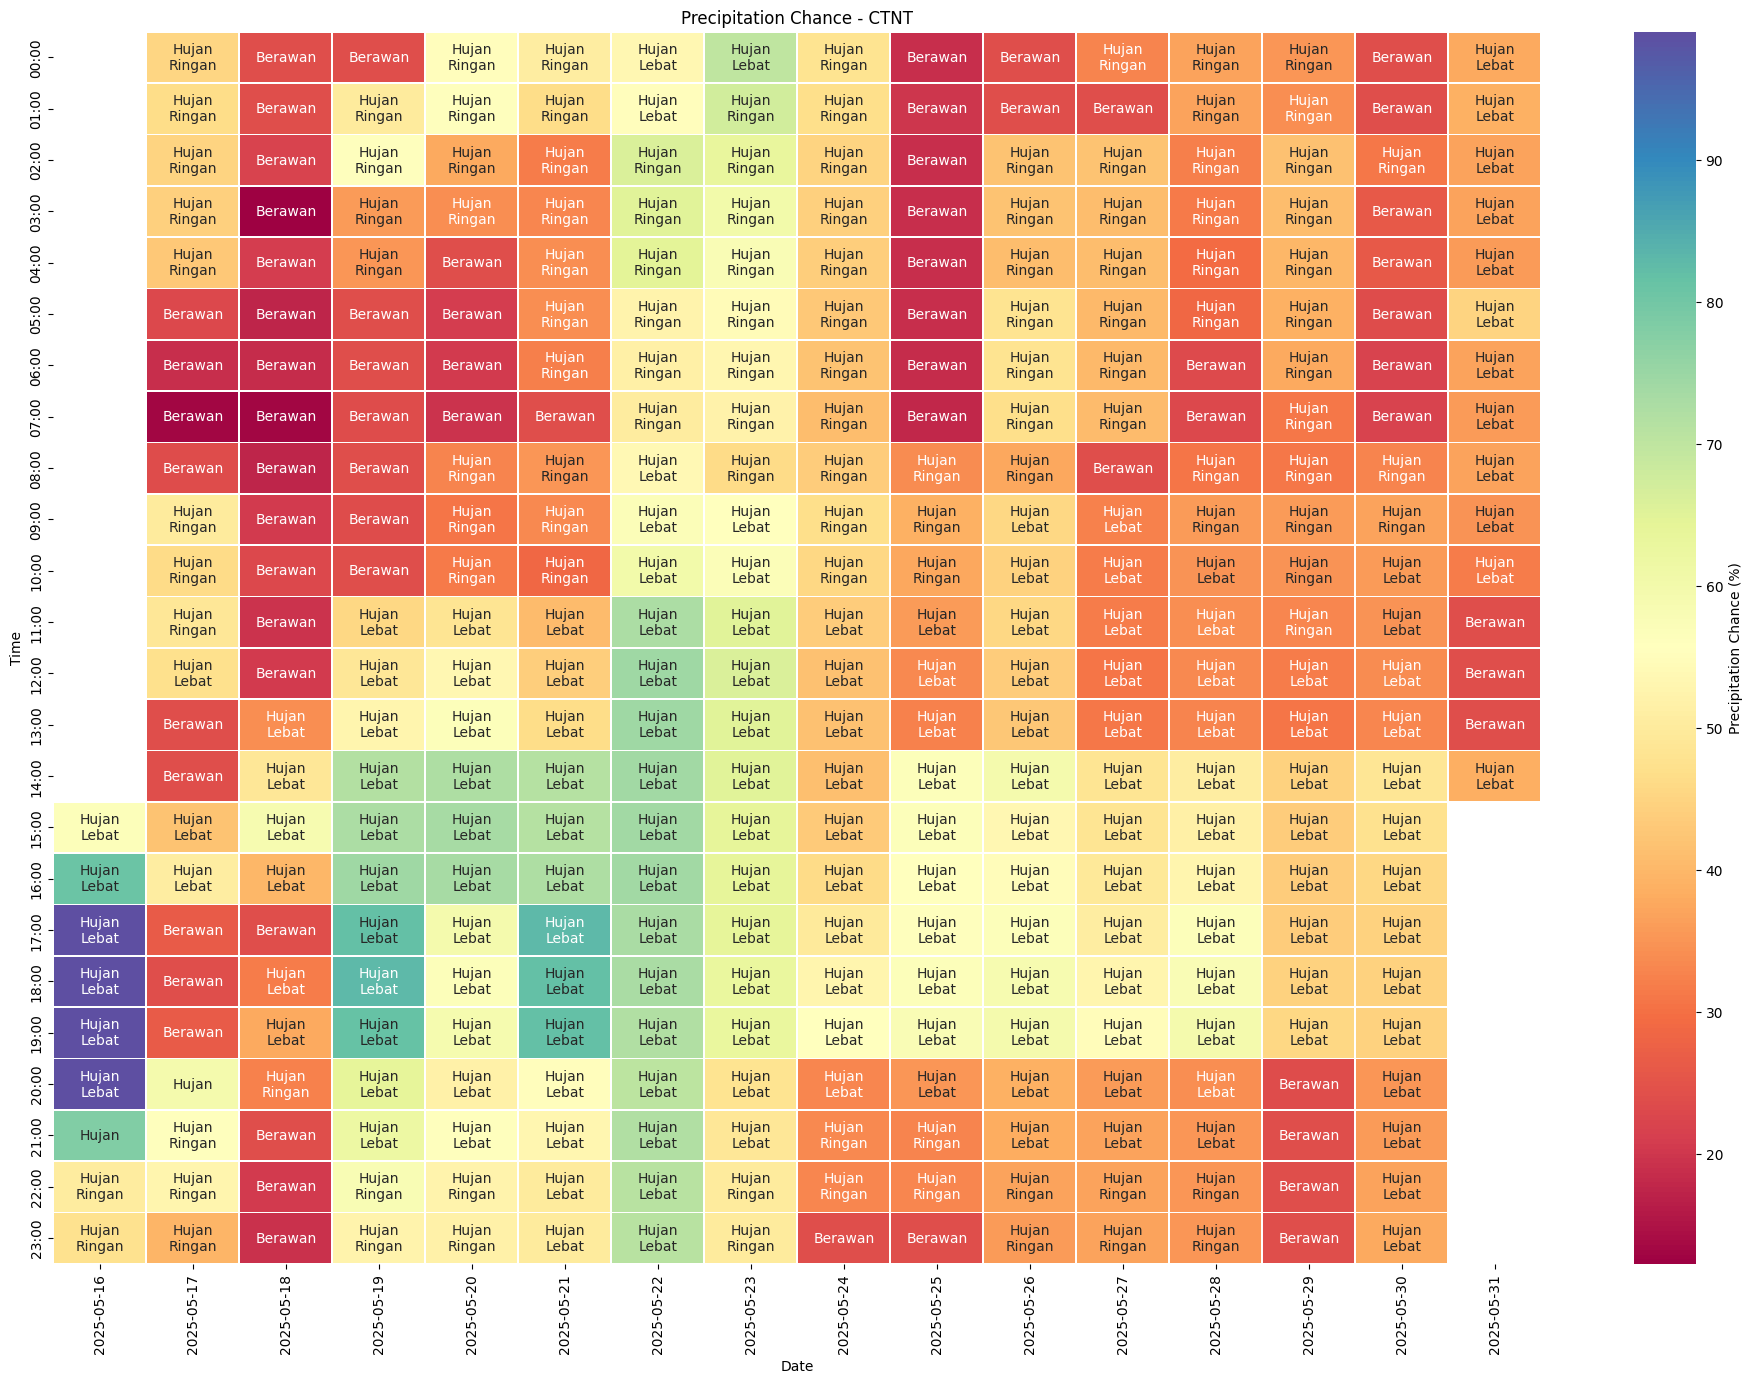 Precipitation Chance - CTNT
00:00 Hujan Ringan Berawan Berawan Hujan Ringan Hujan Ringan Hujan Lebat Hujan Lebat Hujan Ringan Berawan Berawan Hujan Ringan Hujan Ringan Hujan Ringan Berawan Hujan Lebat
01:00 Hujan Ringan Berawan Hujan Ringan Hujan Ringan Hujan Ringan Hujan Lebat Hujan Ringan Hujan Ringan Berawan Berawan Berawan Hujan Ringan Hujan Ringan Berawan Hujan Lebat
02:00 Hujan Ringan Berawan Hujan Ringan Hujan Ringan Hujan Ringan Hujan Ringan Hujan Ringan Hujan Ringan Berawan Hujan Ringan Hujan Ringan Hujan Ringan Hujan Ringan Hujan Ringan Hujan Lebat
03:00 Hujan Ringan Berawan Hujan Ringan Hujan Ringan Hujan Ringan Hujan Ringan Hujan Ringan Hujan Ringan Berawan Hujan Ringan Hujan Ringan Hujan Ringan Hujan Ringan Berawan Hujan Lebat
04:00 Hujan Ringan Berawan Hujan Ringan Berawan Hujan Ringan Hujan Ringan Hujan Ringan Hujan Ringan Berawan Hujan Ringan Hujan Ringan Hujan Ringan Hujan Ringan Berawan Hujan Lebat
05:00 Berawan Berawan Berawan Berawan Hujan Ringan Hujan Ringan Hujan Ringan Hujan Ringan Berawan Hujan Ringan Hujan Ringan Hujan Ringan Hujan Ringan Berawan Hujan Lebat
06:00 Berawan Berawan Berawan Berawan Hujan Ringan Hujan Ringan Hujan Ringan Hujan Ringan Berawan Hujan Ringan Hujan Ringan Berawan Hujan Ringan Berawan Hujan Lebat
07:00 Berawan Berawan Berawan Berawan Berawan Hujan Ringan Hujan Ringan Hujan Ringan Berawan Hujan Ringan Hujan Ringan Berawan Hujan Ringan Berawan Hujan Lebat
08:00 Berawan Berawan Berawan Hujan Ringan Hujan Ringan Hujan Lebat Hujan Ringan Hujan Ringan Hujan Ringan Hujan Ringan Berawan Hujan Ringan Hujan Ringan Hujan Ringan Hujan Lebat
09:00 Hujan Ringan Berawan Berawan Hujan Ringan Hujan Ringan Hujan Lebat Hujan Lebat Hujan Ringan Hujan Ringan Hujan Lebat Hujan Lebat Hujan Ringan Hujan Ringan Hujan Ringan Hujan Lebat
10:00 Hujan Ringan Berawan Berawan Hujan Ringan Hujan Ringan Hujan Lebat Hujan Lebat Hujan Ringan Hujan Ringan Hujan Lebat Hujan Lebat Hujan Lebat Hujan Ringan Hujan Lebat Hujan Lebat
11:00 Hujan Ringan Berawan Hujan Lebat Hujan Lebat Hujan Lebat Hujan Lebat Hujan Lebat Hujan Lebat Hujan Lebat Hujan Lebat Hujan Lebat Hujan Lebat Hujan Ringan Hujan Lebat Berawan
12:00 Hujan Lebat Berawan Hujan Lebat Hujan Lebat Hujan Lebat Hujan Lebat Hujan Lebat Hujan Lebat Hujan Lebat Hujan Lebat Hujan Lebat Hujan Lebat Hujan Lebat Hujan Lebat Berawan
13:00 Berawan Hujan Lebat Hujan Lebat Hujan Lebat Hujan Lebat Hujan Lebat Hujan Lebat Hujan Lebat Hujan Lebat Hujan Lebat Hujan Lebat Hujan Lebat Hujan Lebat Hujan Lebat Berawan
14:00 Berawan Hujan Lebat Hujan Lebat Hujan Lebat Hujan Lebat Hujan Lebat Hujan Lebat Hujan Lebat Hujan Lebat Hujan Lebat Hujan Lebat Hujan Lebat Hujan Lebat Hujan Lebat Hujan Lebat
15:00 Hujan Lebat Hujan Lebat Hujan Lebat Hujan Lebat Hujan Lebat Hujan Lebat Hujan Lebat Hujan Lebat Hujan Lebat Hujan Lebat Hujan Lebat Hujan Lebat Hujan Lebat Hujan Lebat Hujan Lebat
16:00 Hujan Lebat Hujan Lebat Hujan Lebat Hujan Lebat Hujan Lebat Hujan Lebat Hujan Lebat Hujan Lebat Hujan Lebat Hujan Lebat Hujan Lebat Hujan Lebat Hujan Lebat Hujan Lebat Hujan Lebat
17:00 Hujan Lebat Berawan Berawan Hujan Lebat Hujan Lebat Hujan Lebat Hujan Lebat Hujan Lebat Hujan Lebat Hujan Lebat Hujan Lebat Hujan Lebat Hujan Lebat Hujan Lebat Hujan Lebat
18:00 Hujan Lebat Berawan Hujan Lebat Hujan Lebat Hujan Lebat Hujan Lebat Hujan Lebat Hujan Lebat Hujan Lebat Hujan Lebat Hujan Lebat Hujan Lebat Hujan Lebat Hujan Lebat Hujan Lebat
19:00 Hujan Lebat Berawan Hujan Lebat Hujan Lebat Hujan Lebat Hujan Lebat Hujan Lebat Hujan Lebat Hujan Lebat Hujan Lebat Hujan Lebat Hujan Lebat Hujan Lebat Hujan Lebat Hujan Lebat
20:00 Hujan Lebat Hujan Hujan Ringan Hujan Lebat Hujan Lebat Hujan Lebat Hujan Lebat Hujan Lebat Hujan Lebat Hujan Lebat Hujan Lebat Hujan Lebat Hujan Lebat Berawan Hujan Lebat
21:00 Hujan Hujan Ringan Berawan Hujan Lebat Hujan Lebat Hujan Lebat Hujan Lebat Hujan Lebat Hujan Ringan Hujan Ringan Hujan Lebat Hujan Lebat Hujan Lebat Berawan Hujan Lebat
22:00 Hujan Ringan Hujan Ringan Berawan Hujan Ringan Hujan Ringan Hujan Lebat Hujan Lebat Hujan Ringan Hujan Ringan Hujan Ringan Hujan Ringan Hujan Ringan Hujan Ringan Berawan Hujan Lebat
23:00 Hujan Ringan Hujan Ringan Berawan Hujan Ringan Hujan Ringan Hujan Lebat Hujan Lebat Hujan Ringan Berawan Berawan Hujan Ringan Hujan Ringan Hujan Ringan Berawan Hujan Lebat
2025-05-16 2025-05-17 2025-05-18 2025-05-19 2025-05-20 2025-05-21 2025-05-22 2025-05-23 2025-05-24 2025-05-25 2025-05-26 2025-05-27 2025-05-28 2025-05-29 2025-05-30 2025-05-31
Date
Time
90
80
70
60
50
40
30
20
Precipitation Chance (%)